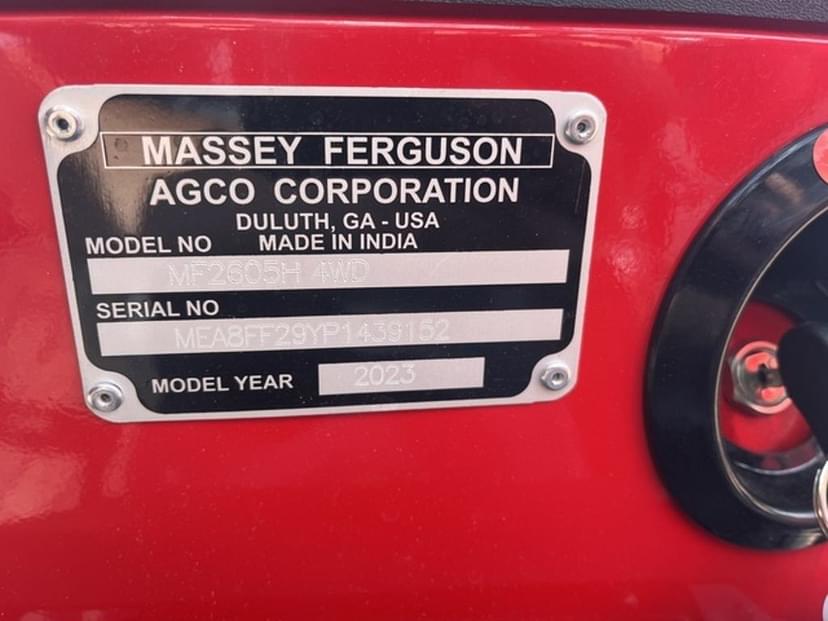 MASSEY FERGUSON
AGCO CORPORATION
DULUTH, GA - USA
MODEL NO MADE IN INDIA
MF2605H 4WD
SERIAL NO
MEA8FF29YP1439152
MODEL YEAR 2023